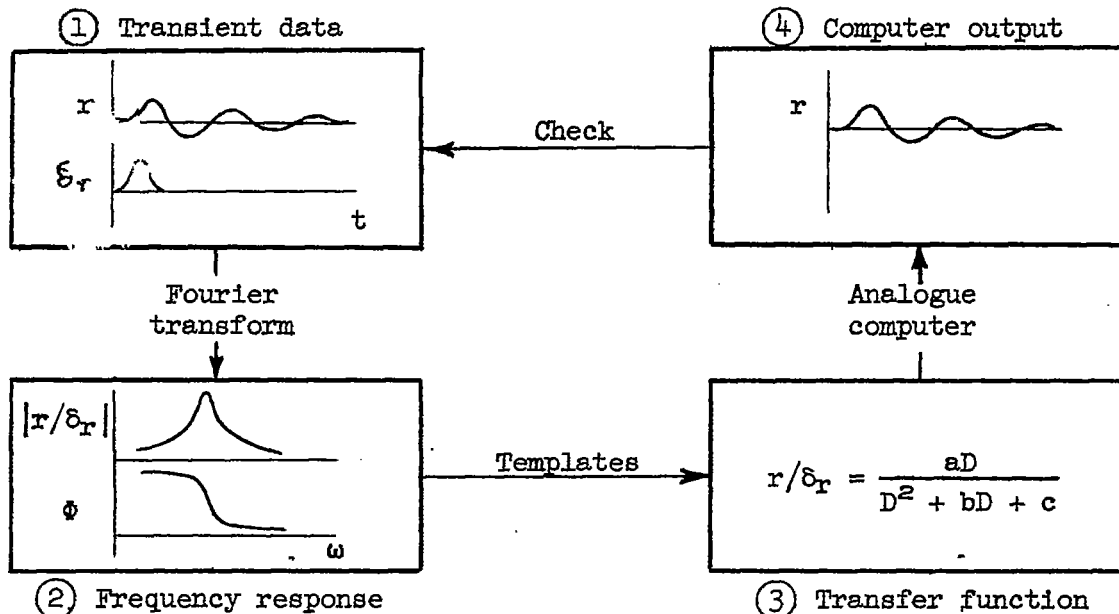 ① Transient data
r
δr
t
Fourier
transform
|r/δr|
Φ
ω
② Frequency response
Check
Templates
④ Computer output
r
Analogue
computer
r/δr = aD / (D² + bD + c)
③ Transfer function